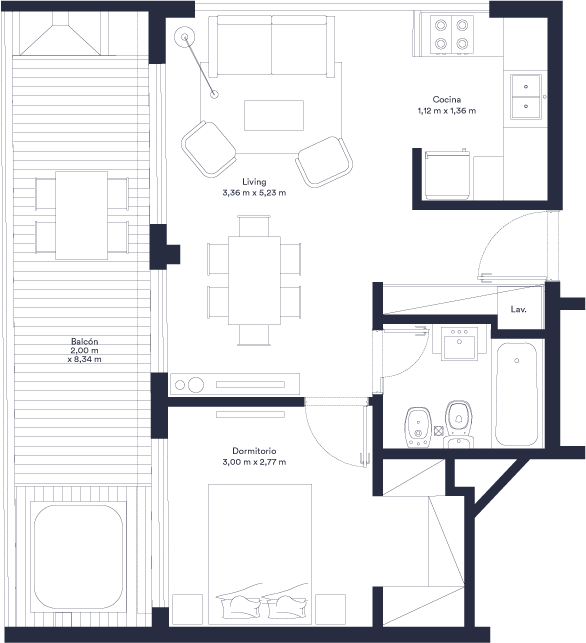 Cocina
1,12 m x 1,36 m
Living
3,36 m x 5,23 m
Lav.
Balcón
2,00 m
x 8,34 m
Dormitorio
3,00 m x 2,77 m